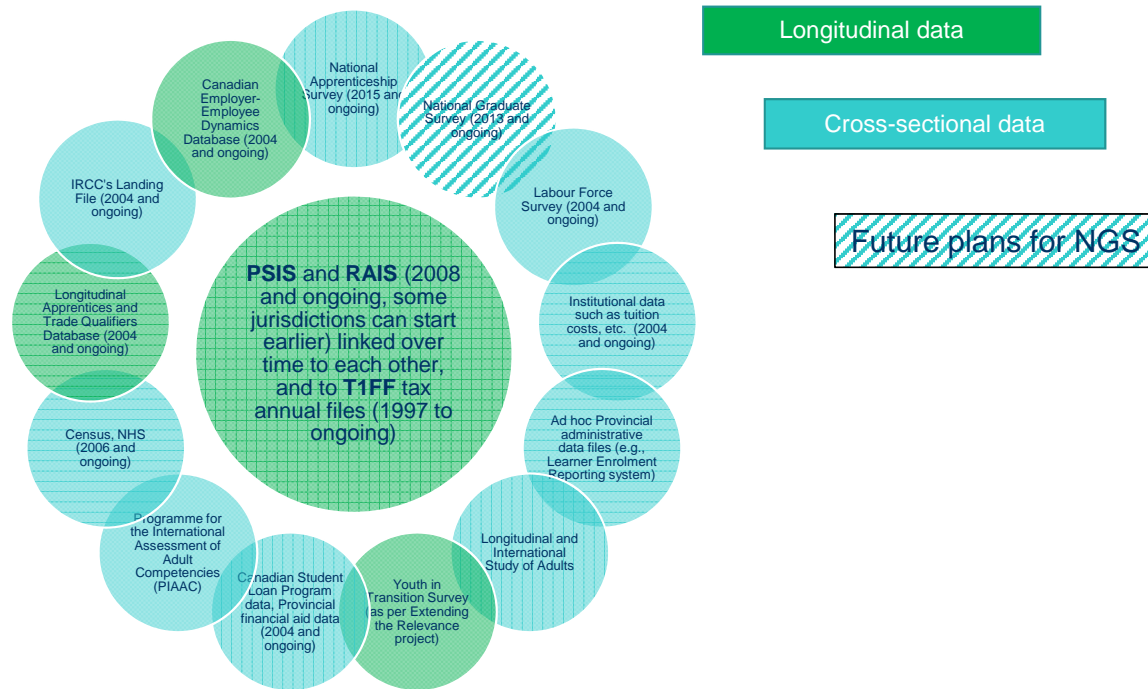 Longitudinal data
Cross-sectional data
Future plans for NGS
National
Apprenticeship
Survey (2015 and
ongoing)
National Graduate
Survey (2013 and
ongoing)
Labour Force
Survey (2004 and
ongoing)
Institutional data
such as tuition
costs, etc.  (2004
and ongoing)
Ad hoc Provincial
administrative
data files (e.g.,
Learner Enrolment
Reporting system)
Longitudinal and
International
Study of Adults
Youth in
Transition Survey
(as per Extending
the Relevance
project)
Canadian Student
Loan Program
data, Provincial
financial aid data
(2004 and
ongoing)
Programme for
the International
Assessment of
Adult
Competencies
(PIAAC)
Census, NHS
(2006 and
ongoing)
Longitudinal
Apprentices and
Trade Qualifiers
Database (2004
and ongoing)
IRCC's Landing
File (2004 and
ongoing)
Canadian
Employer-
Employee
Dynamics
Database (2004
and ongoing)
PSIS and RAIS (2008
and ongoing, some
jurisdictions can start
earlier) linked over
time to each other,
and to T1FF tax
annual files (1997 to
ongoing)